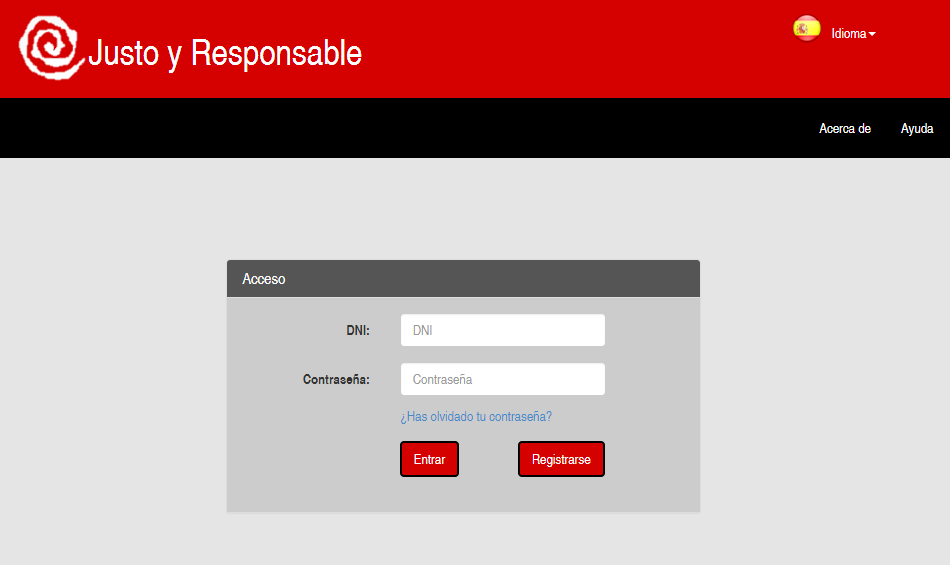 Justo y Responsable
Idioma
Acerca de
Ayuda
Acceso
DNI:
DNI
Contraseña:
Contraseña
¿Has olvidado tu contraseña?
Entrar
Registrarse